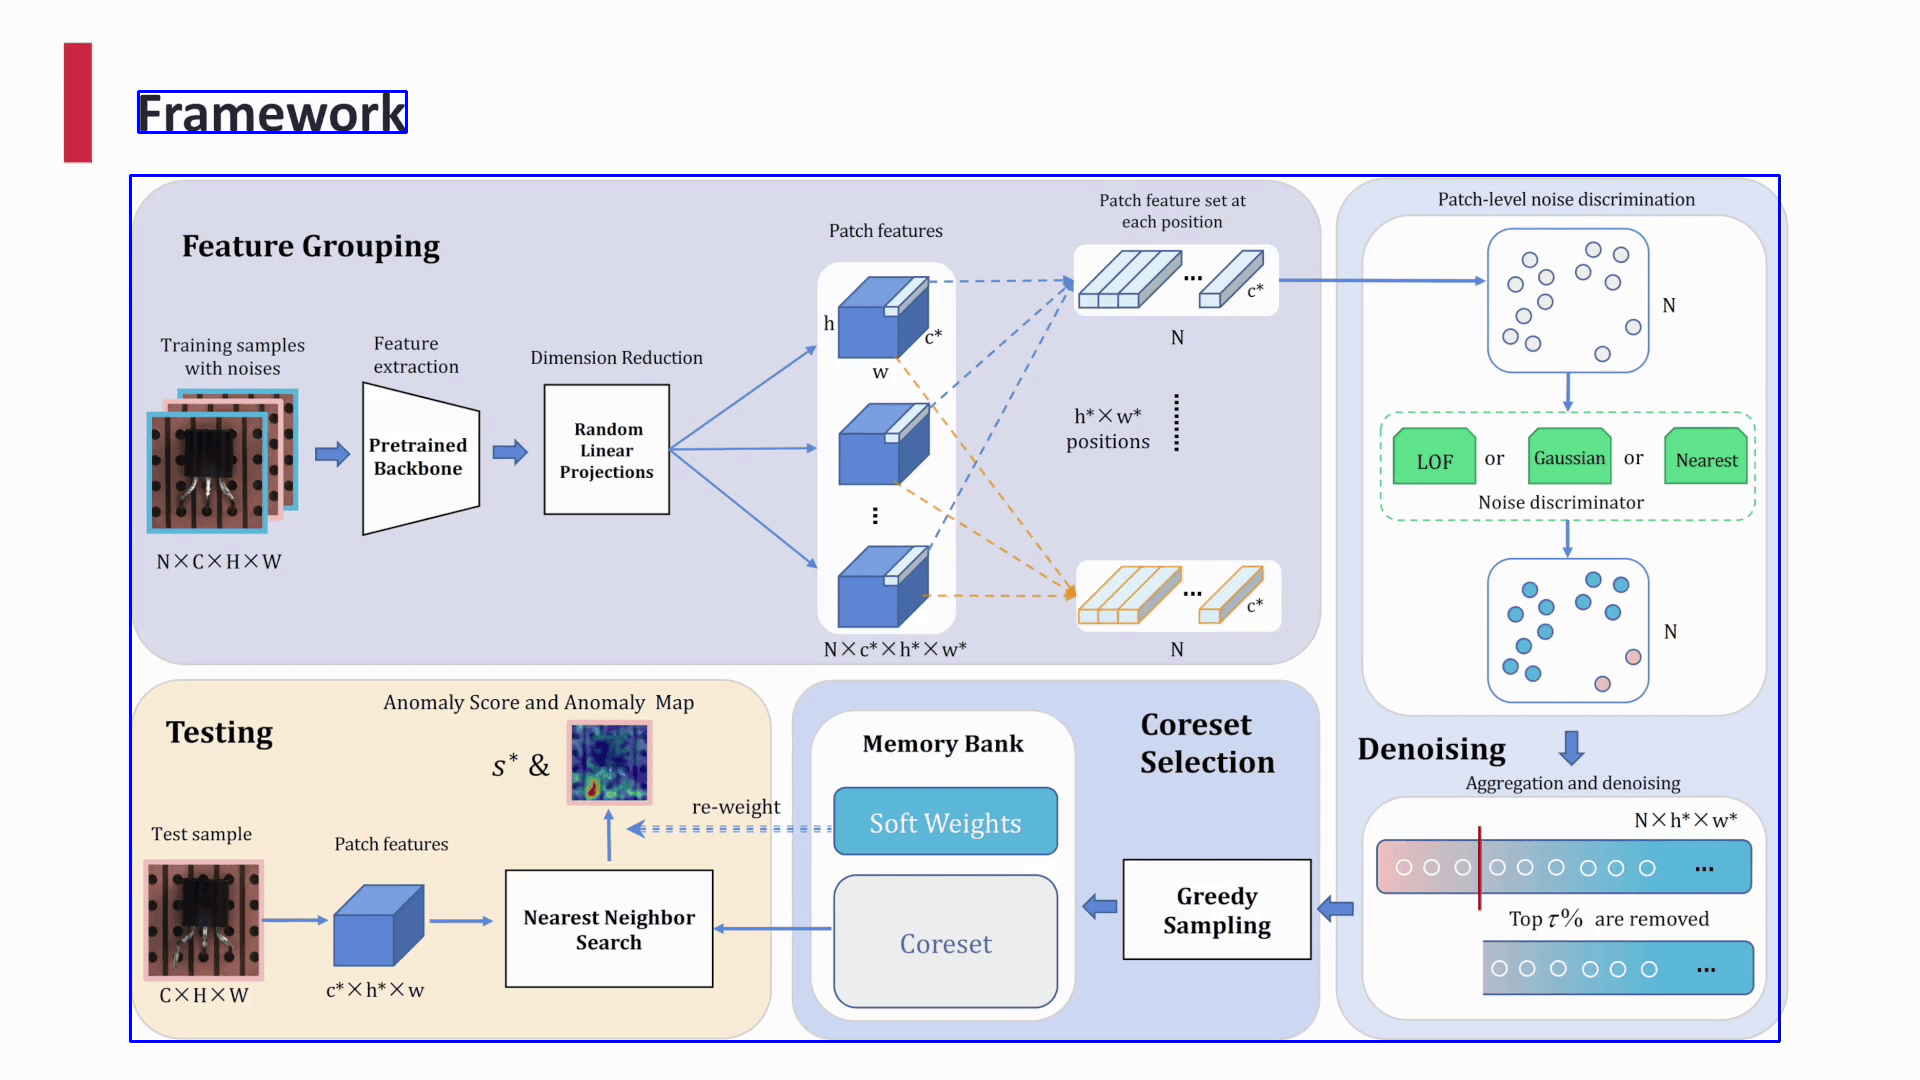 Framework
Feature Grouping
Training samples
with noises
N×C×H×W
Feature
extraction
Pretrained
Backbone
Dimension Reduction
Random
Linear
Projections
Patch features
h
c*
w
⋮
N×c*×h*×w*
Patch feature set at
each position
... c*
N
h*×w*
positions
... c*
N
Patch-level noise discrimination
N
LOF or Gaussian or Nearest
Noise discriminator
N
Denoising
Aggregation and denoising
N×h*×w*
...
Top τ% are removed
...
Coreset
Selection
Greedy
Sampling
Memory Bank
Soft Weights
Coreset
Testing
Anomaly Score and Anomaly Map
s* &
re-weight
Test sample
C×H×W
Patch features
c*×h*×w
Nearest Neighbor
Search